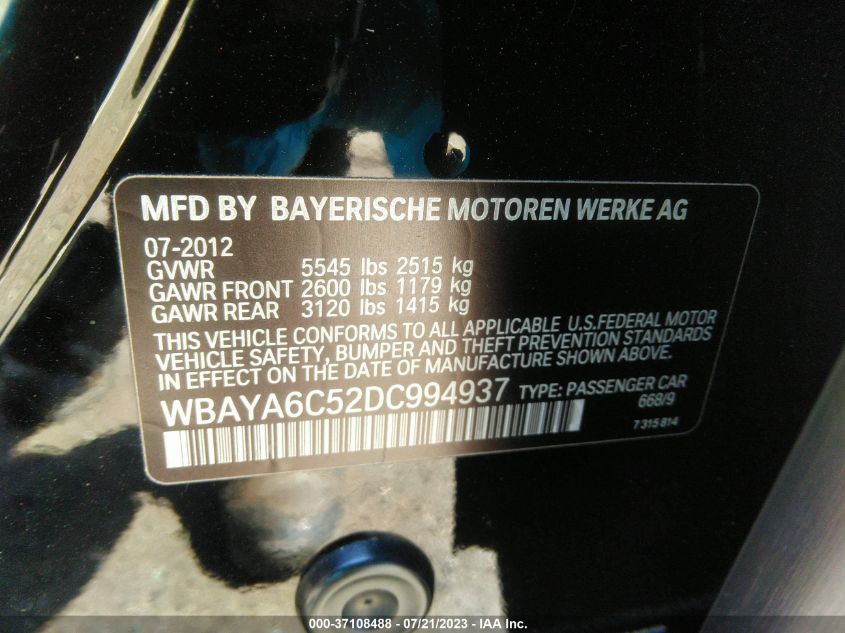 MFD BY BAYERISCHE MOTOREN WERKE AG
07-2012
GVWR 5545 lbs 2515 kg
GAWR FRONT 2600 lbs 1179 kg
GAWR REAR 3120 lbs 1415 kg
THIS VEHICLE CONFORMS TO ALL APPLICABLE U.S.FEDERAL MOTOR
VEHICLE SAFETY, BUMPER AND THEFT PREVENTION STANDARDS
IN EFFECT ON THE DATE OF MANUFACTURE SHOWN ABOVE.
WBAYA6C52DC994937 TYPE: PASSENGER CAR
668/9
7 315 814
000-37108488 - 07/21/2023 - IAA Inc.